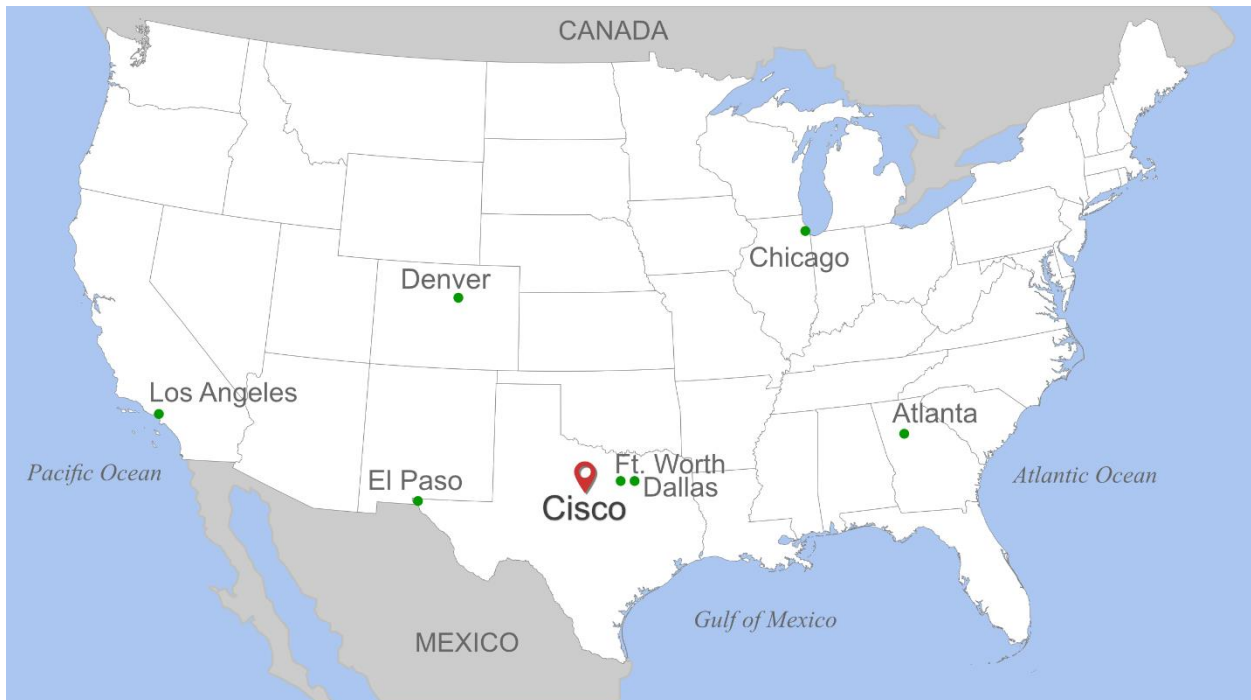 CANADA
Chicago
Denver
Los Angeles
Atlanta
Pacific Ocean
Atlantic Ocean
El Paso
Ft. Worth
Dallas
Cisco
Gulf of Mexico
MEXICO